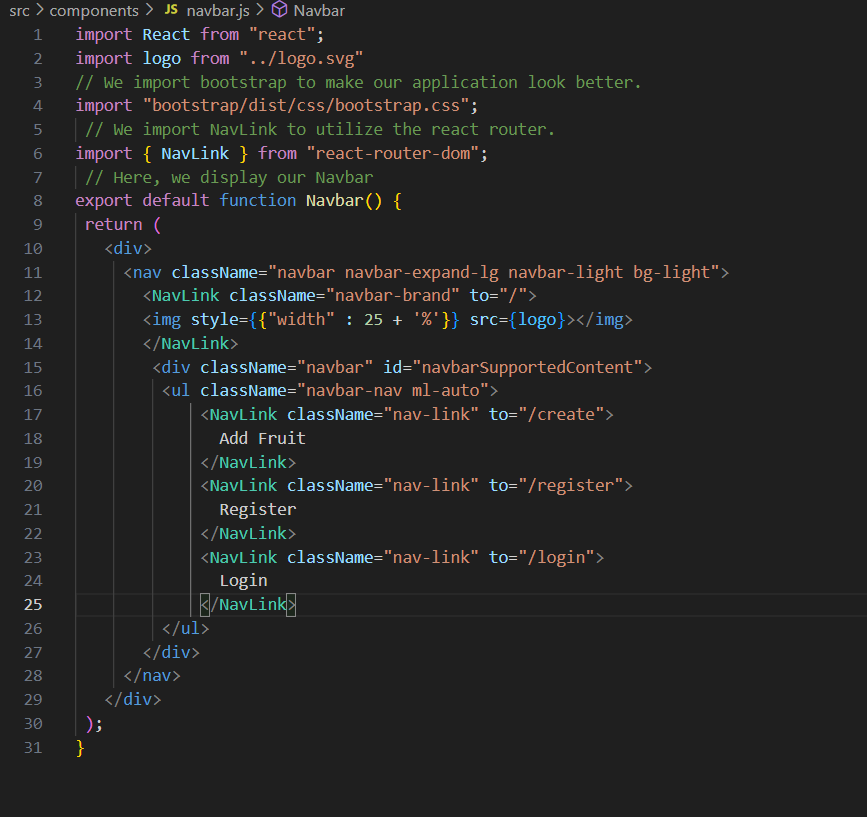 src > components > JS navbar.js > Navbar
1 import React from "react";
2 import logo from "../logo.svg"
3 // We import bootstrap to make our application look better.
4 import "bootstrap/dist/css/bootstrap.css";
5  // We import NavLink to utilize the react router.
6 import { NavLink } from "react-router-dom";
7  // Here, we display our Navbar
8 export default function Navbar() {
9  return (
10    <div>
11      <nav className="navbar navbar-expand-lg navbar-light bg-light">
12        <NavLink className="navbar-brand" to="/">
13        <img style={{"width" : 25 + '%'}} src={logo}></img>
14        </NavLink>
15         <div className="navbar" id="navbarSupportedContent">
16          <ul className="navbar-nav ml-auto">
17              <NavLink className="nav-link" to="/create">
18                Add Fruit
19              </NavLink>
20              <NavLink className="nav-link" to="/register">
21                Register
22              </NavLink>
23              <NavLink className="nav-link" to="/login">
24                Login
25              </NavLink>
26          </ul>
27        </div>
28      </nav>
29    </div>
30  );
31 }